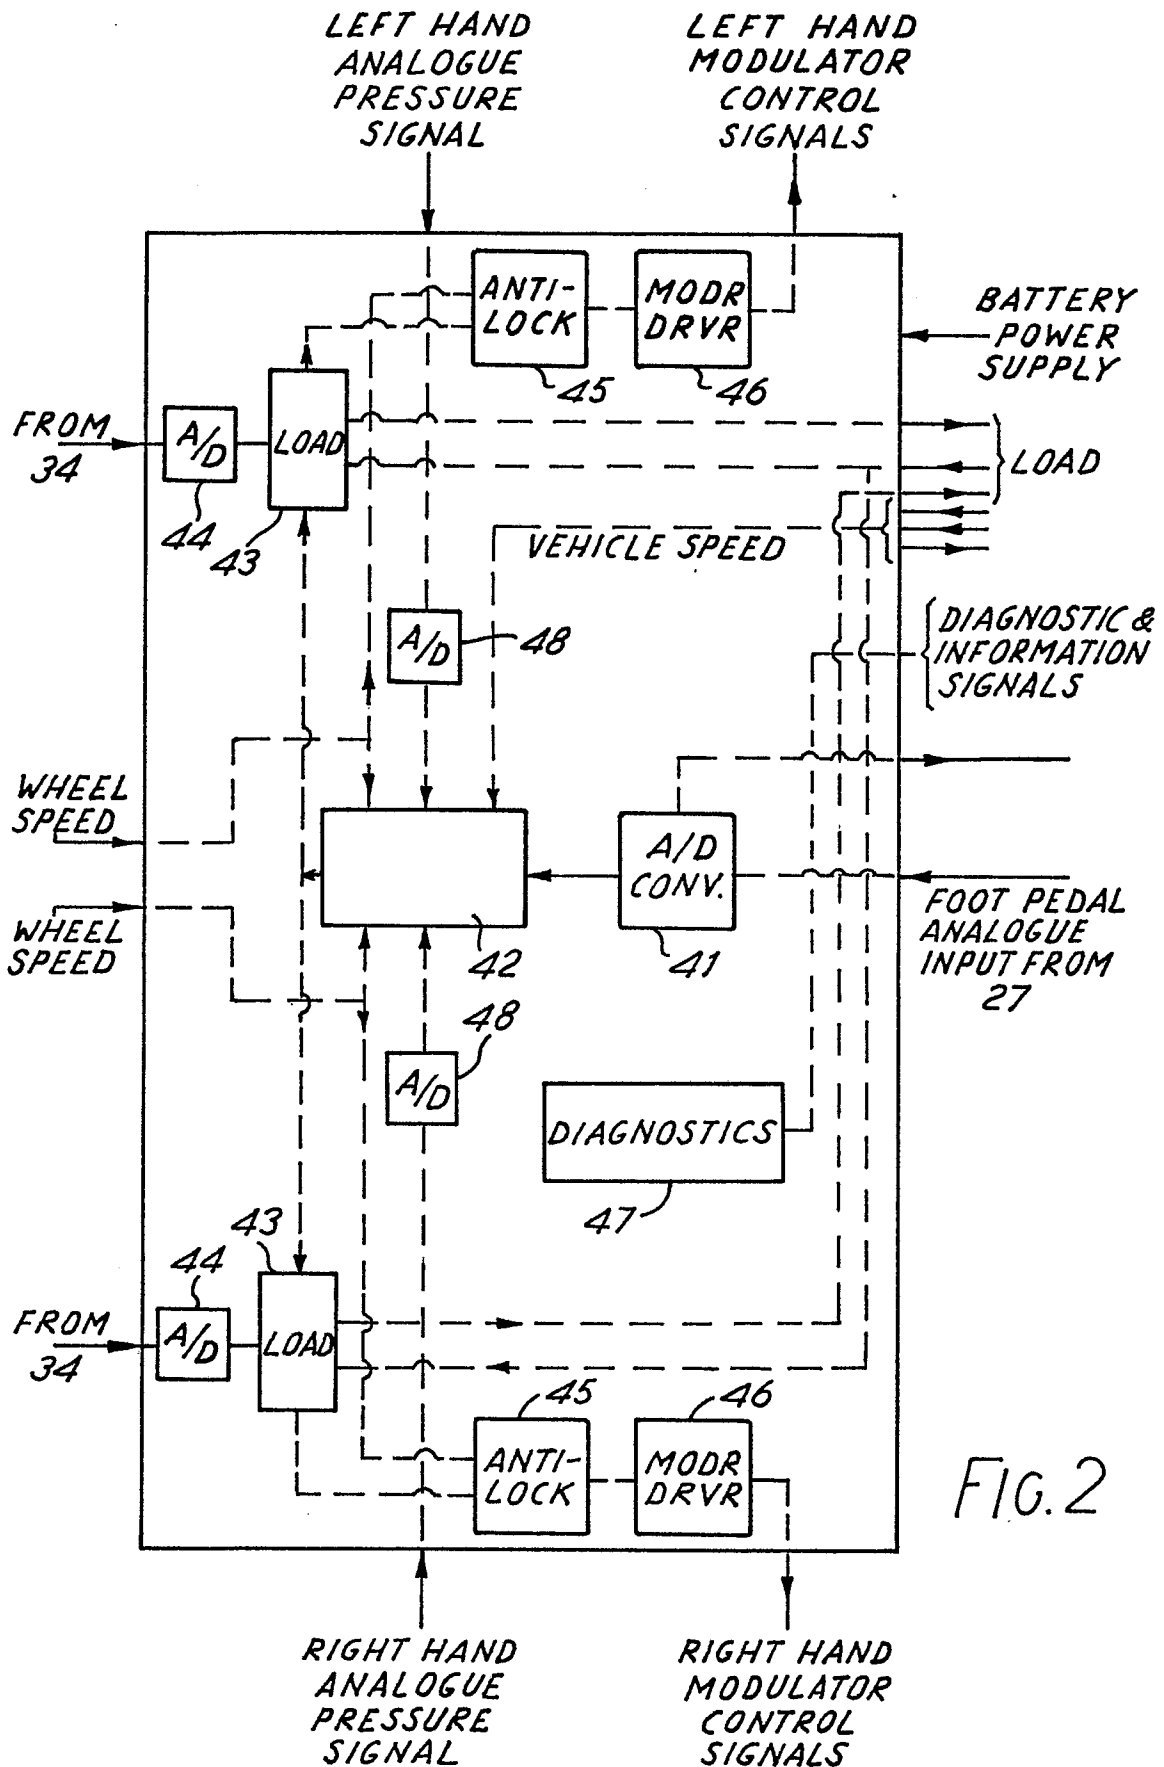 LEFT HAND
ANALOGUE
PRESSURE
SIGNAL
LEFT HAND
MODULATOR
CONTROL
SIGNALS
ANTI-
LOCK
45
MODR
DRVR
46
BATTERY
POWER
SUPPLY
FROM
34
A/D
44
LOAD
43
LOAD
VEHICLE SPEED
A/D
48
DIAGNOSTIC &
INFORMATION
SIGNALS
WHEEL
SPEED
WHEEL
SPEED
42
A/D
CONV.
41
FOOT PEDAL
ANALOGUE
INPUT FROM
27
48
A/D
DIAGNOSTICS
47
43
44
FROM
34
A/D
LOAD
45
ANTI-
LOCK
46
MODR
DRVR
FIG. 2
RIGHT HAND
ANALOGUE
PRESSURE
SIGNAL
RIGHT HAND
MODULATOR
CONTROL
SIGNALS